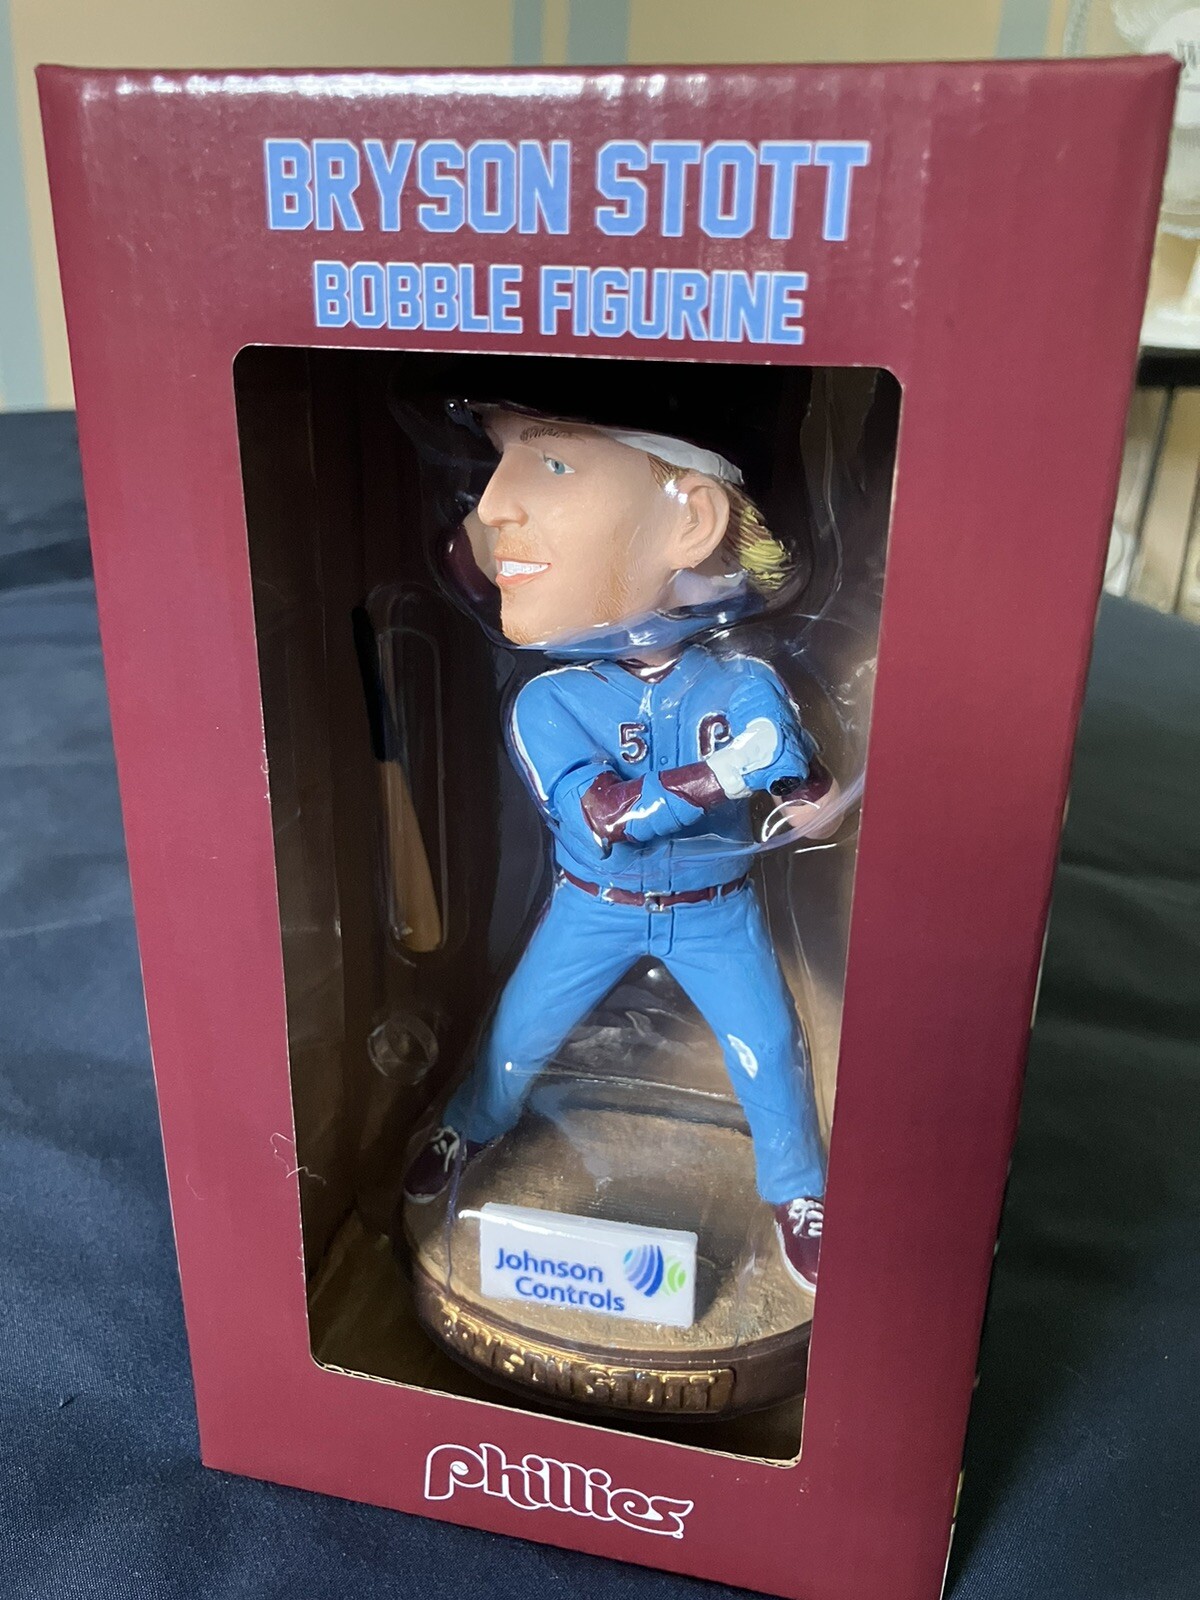 BRYSON STOTT
BOBBLE FIGURINE
5 P
Johnson
Controls
BRYSON STOTT
Phillies